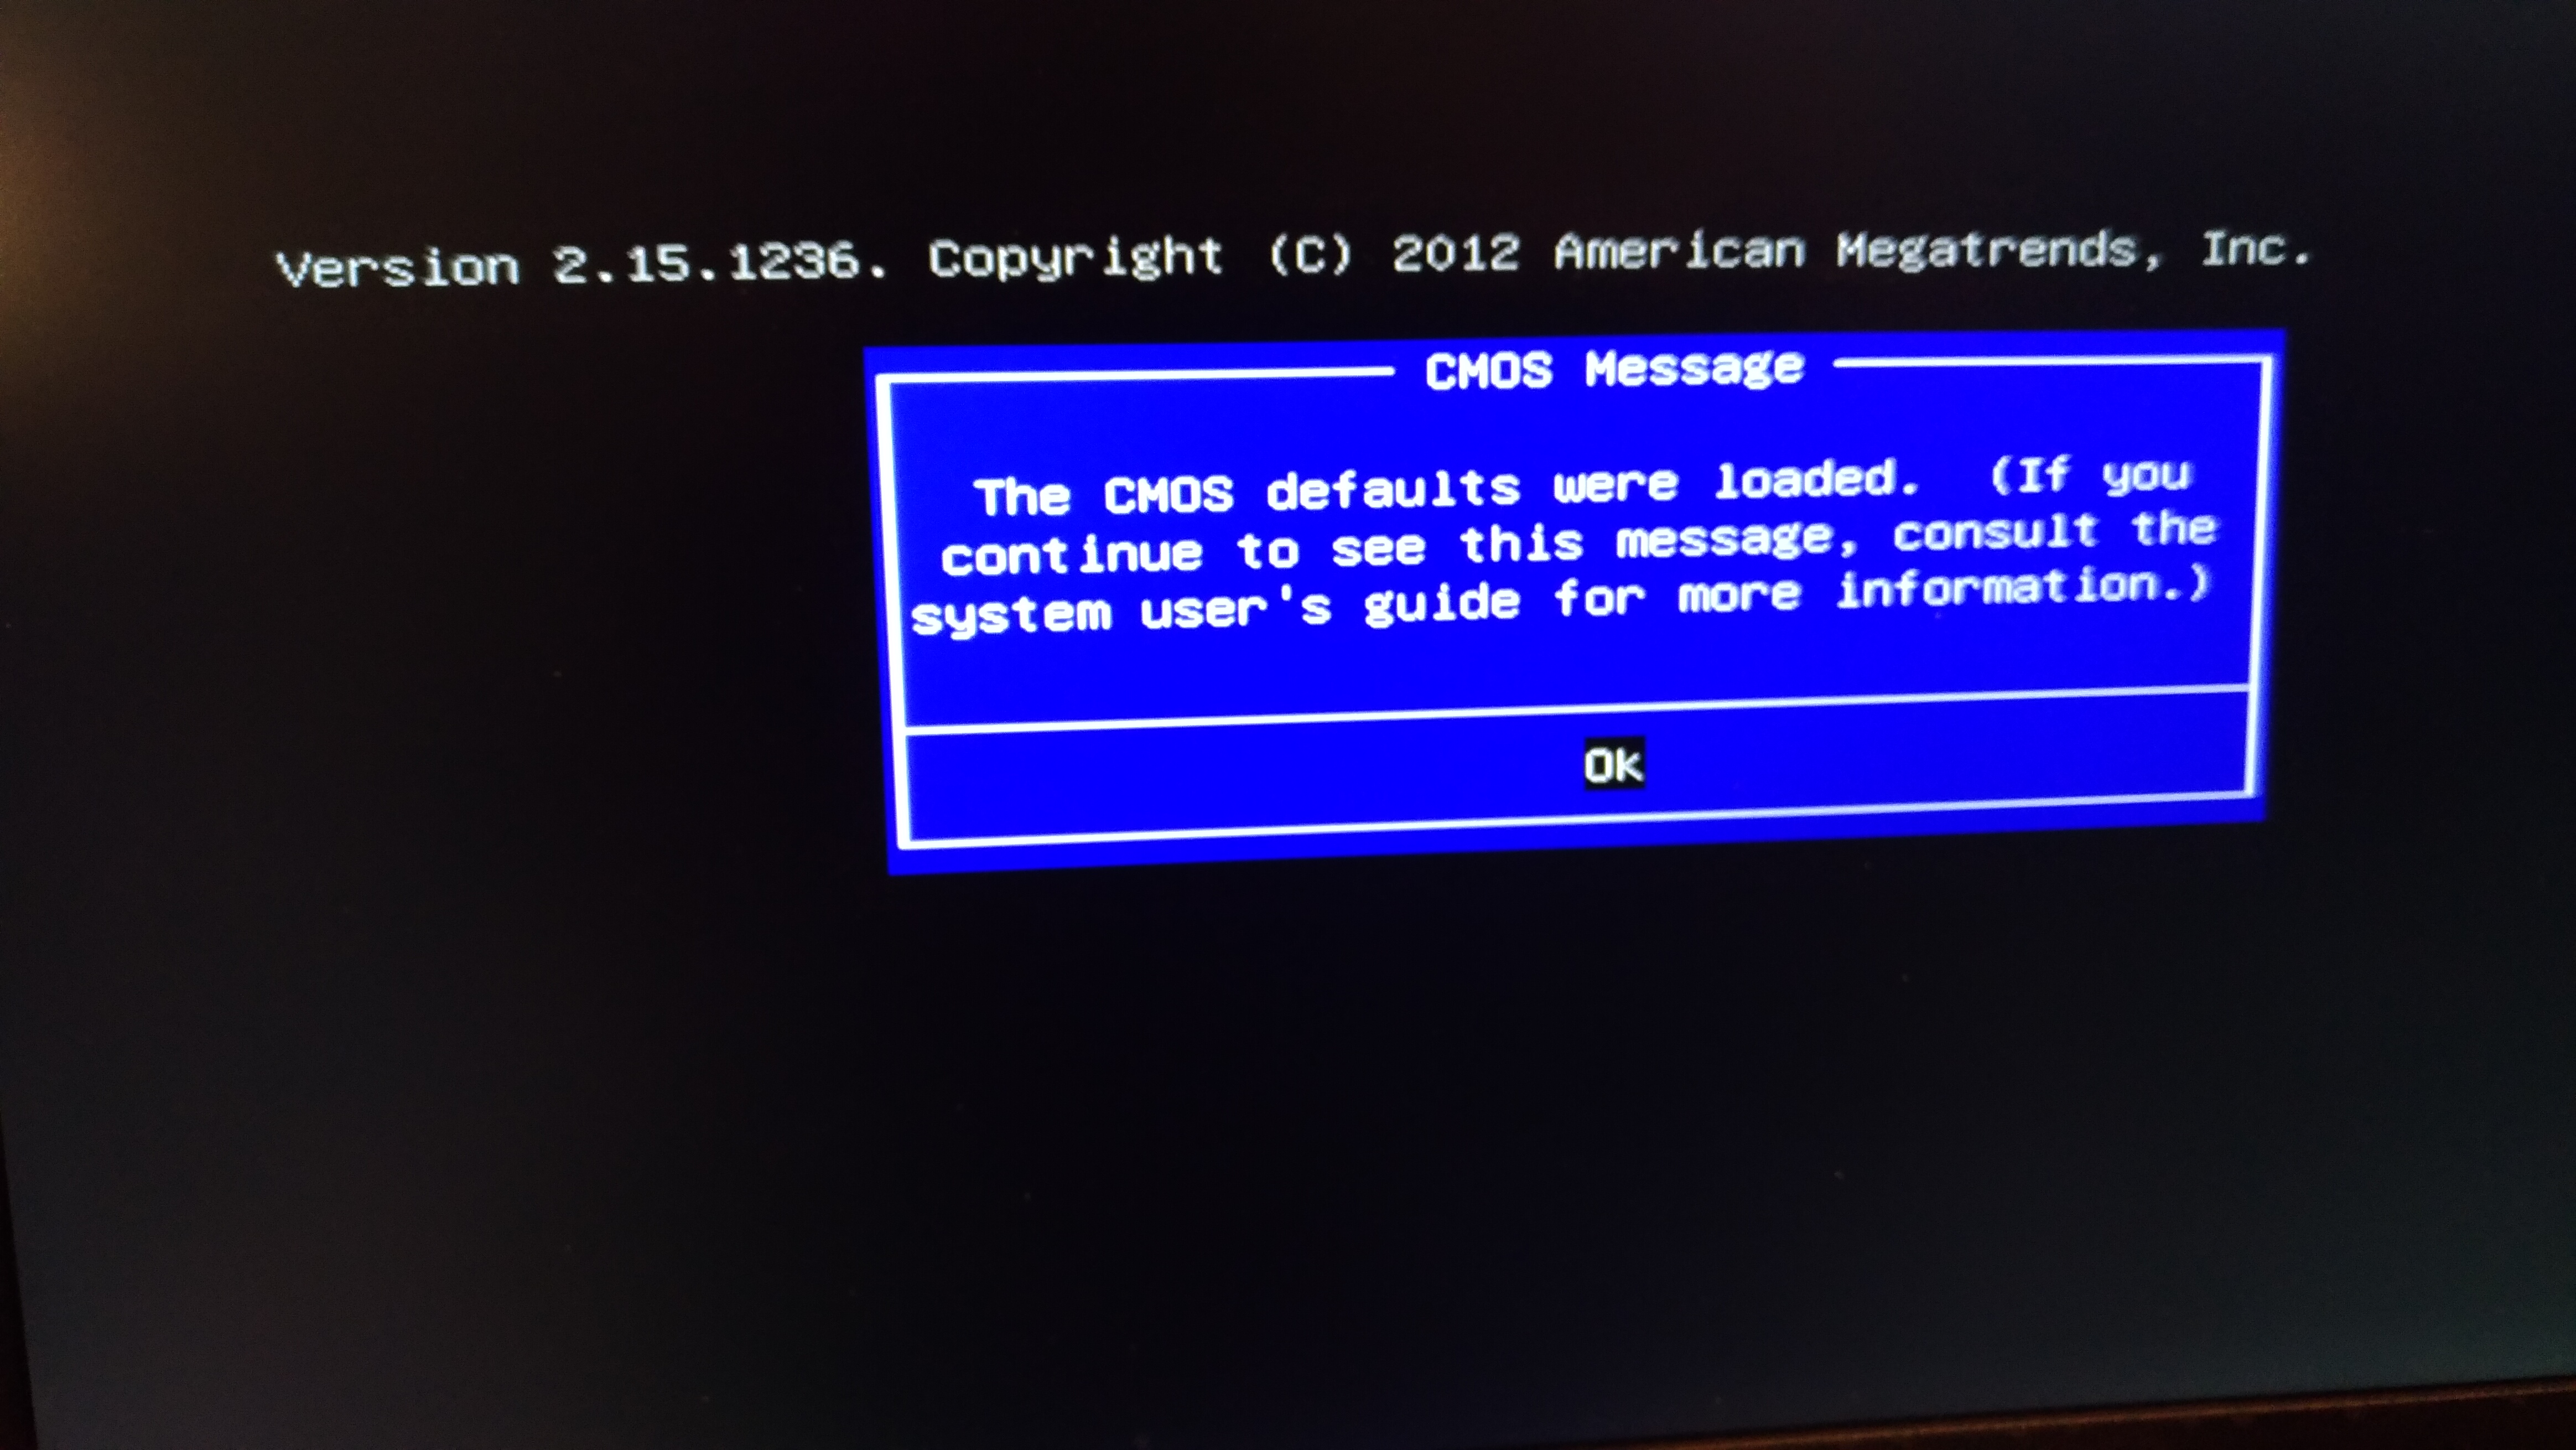 Version 2.15.1236. Copyright (C) 2012 American Megatrends, Inc.
CMOS Message
The CMOS defaults were loaded.  (If you
continue to see this message, consult the
system user's guide for more information.)
Ok